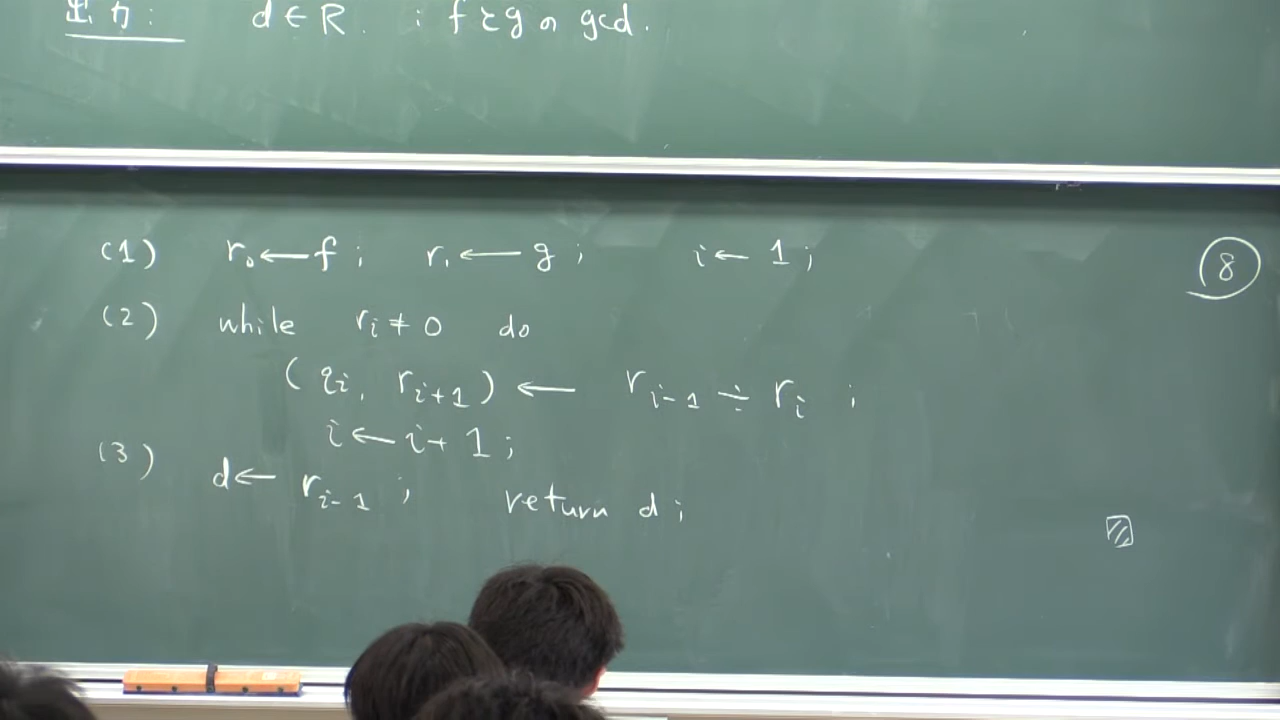 出力: d ∈ R. ; f と g の gcd.
(1) r₀ ← f ; r₁ ← g ; i ← 1 ;
⑧
(2) while rᵢ ≠ 0 do
(qᵢ, rᵢ₊₁) ← rᵢ₋₁ ÷ rᵢ ;
i ← i + 1 ;
(3) d ← rᵢ₋₁ ; return d ;